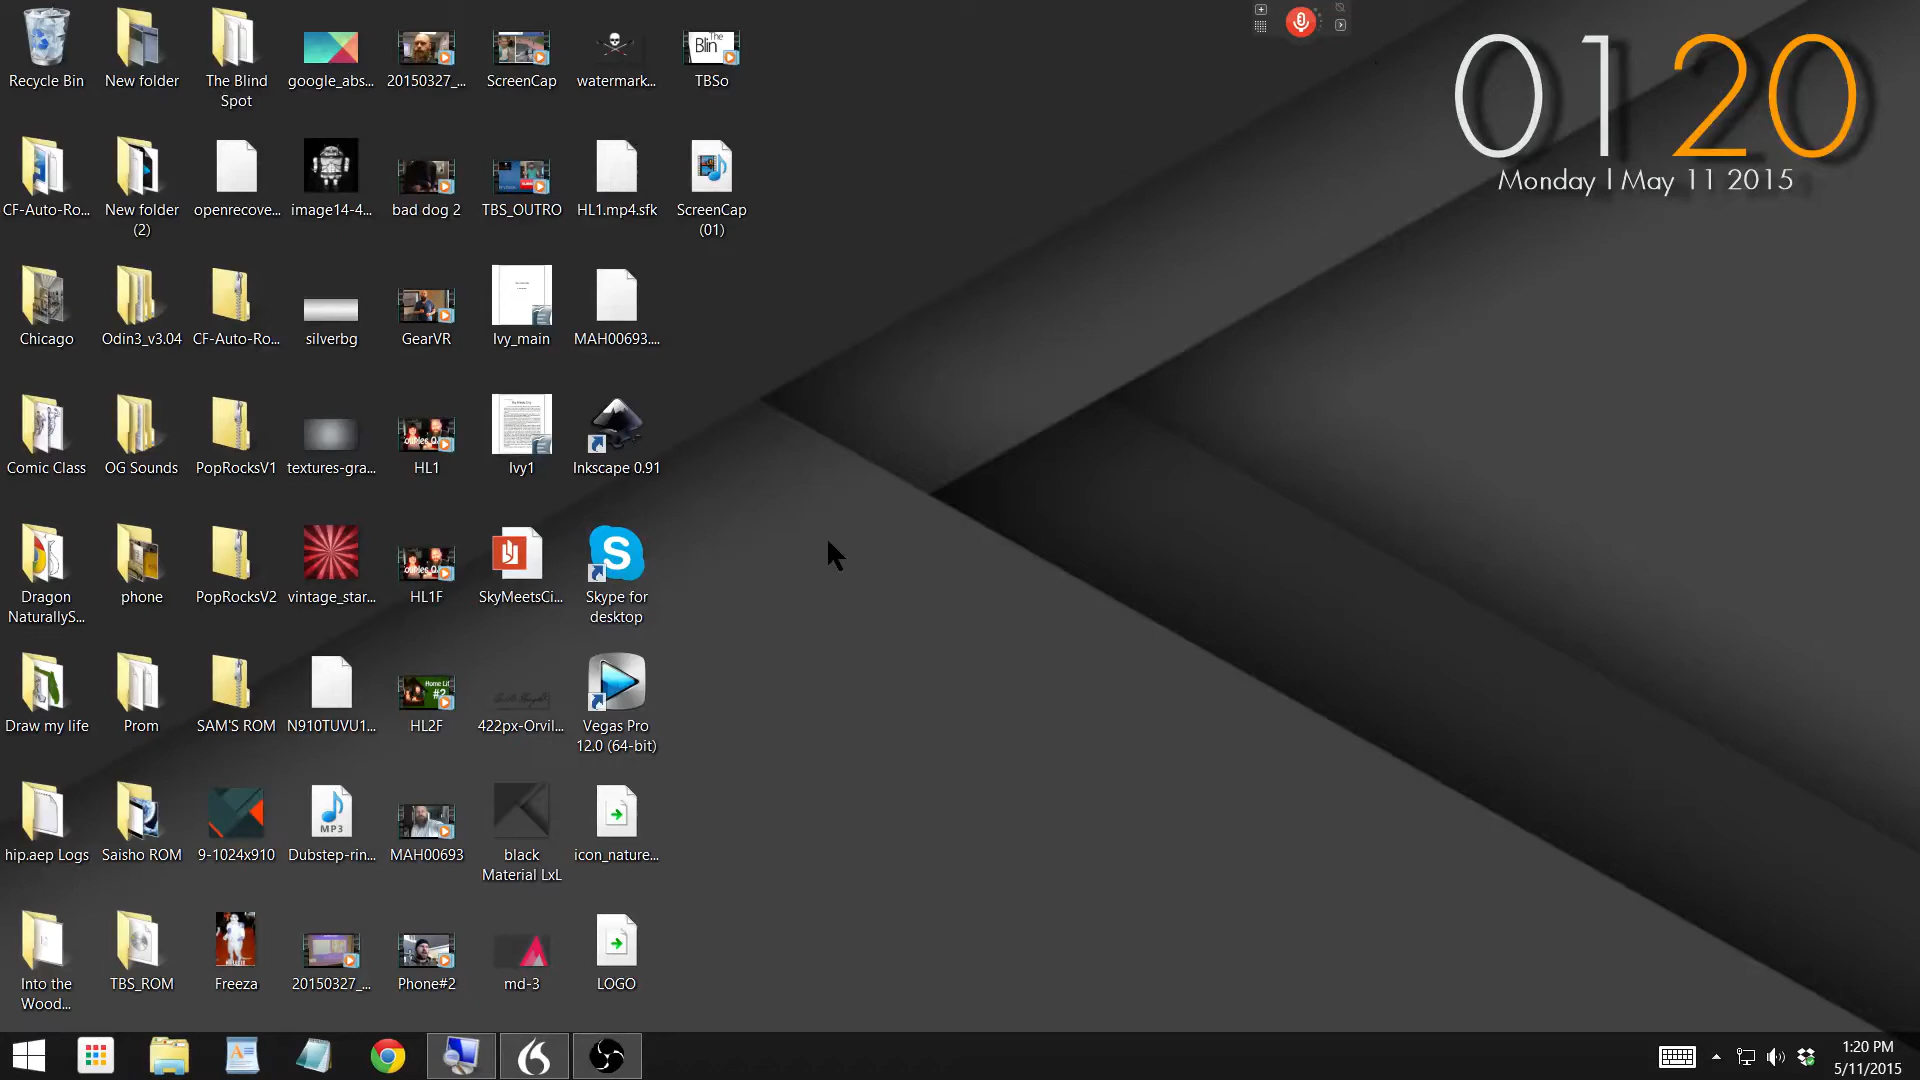 Recycle Bin
New folder
The Blind
Spot
google_abs...
20150327_...
ScreenCap
watermark...
TBSo
The
Blin
CF-Auto-Ro...
New folder
(2)
openrecove...
image14-4...
bad dog 2
TBS_OUTRO
HL1.mp4.sfk
ScreenCap
(01)
Chicago
Odin3_v3.04
CF-Auto-Ro...
silverbg
GearVR
Ivy_main
MAH00693....
Comic Class
OG Sounds
PopRocksV1
textures-gra...
HL1
Ivy1
Inkscape 0.91
Dragon
NaturallyS...
phone
PopRocksV2
vintage_star...
HL1F
SkyMeetsCi...
Skype for
desktop
Draw my life
Prom
SAM'S ROM
N910TUVU1...
Home Lif
#2
HL2F
422px-Orvil...
Vegas Pro
12.0 (64-bit)
hip.aep Logs
Saisho ROM
9-1024x910
MP3
Dubstep-rin...
MAH00693
black
Material LxL
icon_nature...
Into the
Wood...
TBS_ROM
Freeza
20150327_...
Phone#2
md-3
LOGO
0120
Monday | May 11 2015
1:20 PM
5/11/2015